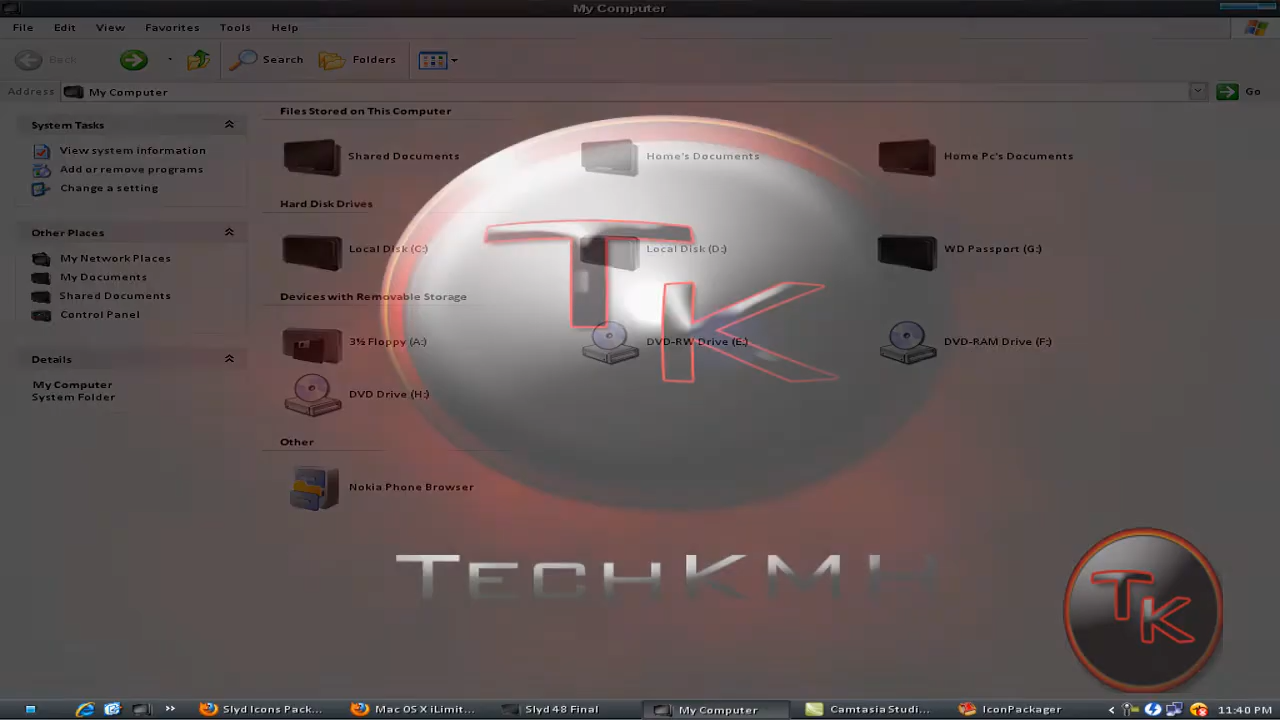 My Computer
File Edit View Favorites Tools Help
Back Search Folders
Address My Computer Go
System Tasks
View system information
Add or remove programs
Change a setting
Other Places
My Network Places
My Documents
Shared Documents
Control Panel
Details
My Computer
System Folder
Files Stored on This Computer
Shared Documents Home's Documents Home Pc's Documents
Hard Disk Drives
Local Disk (C:) Local Disk (D:) WD Passport (G:)
Devices with Removable Storage
3½ Floppy (A:) DVD-RW Drive (E:) DVD-RAM Drive (F:)
DVD Drive (H:)
Other
Nokia Phone Browser
TK
TECHKMH
TK
Slyd Icons Pack... Mac OS X iLimit... Slyd 48 Final My Computer Camtasia Studi... IconPackager 11:40 PM